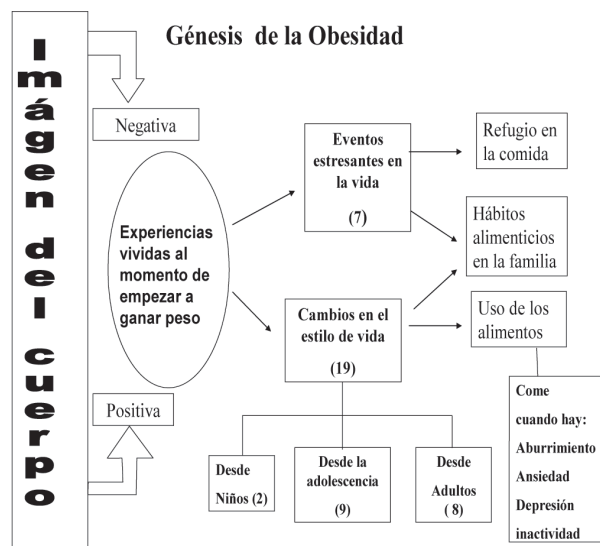 Génesis de la Obesidad
Imágen del cuerpo
Negativa
Experiencias
vividas al
momento de
empezar a
ganar peso
Positiva
Eventos
estresantes en
la vida
(7)
Refugio en
la comida
Hábitos
alimenticios
en la familia
Cambios en el
estilo de vida
(19)
Uso de los
alimentos
Desde
Niños (2)
Desde la
adolescencia
(9)
Desde
Adultos
( 8)
Come
cuando hay:
Aburrimiento
Ansiedad
Depresión
inactividad